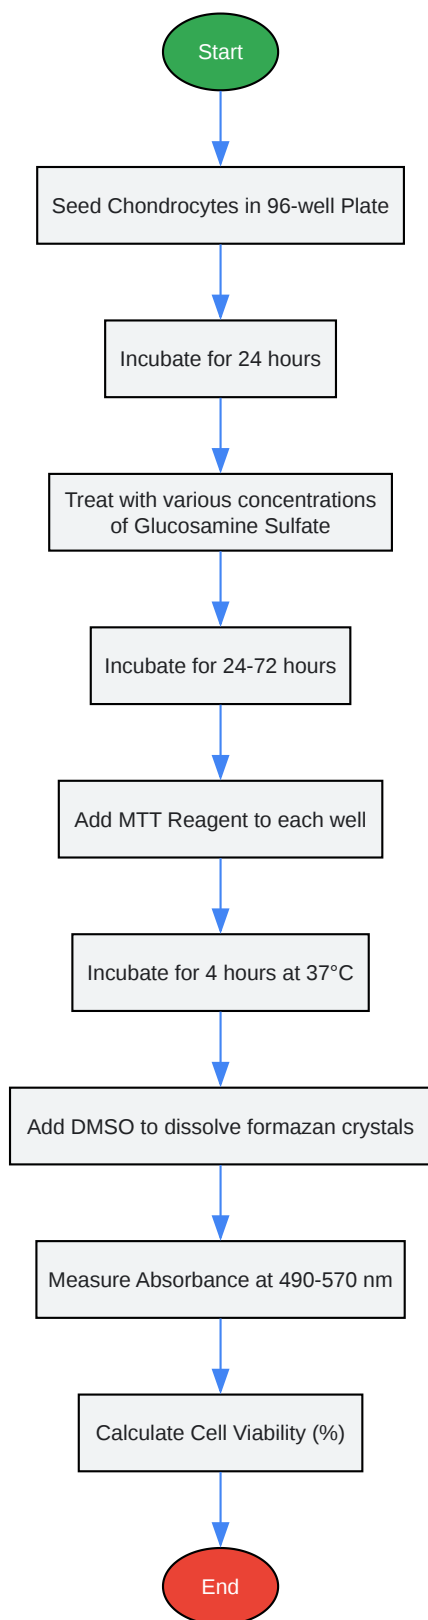 Start
Seed Chondrocytes in 96-well Plate
Incubate for 24 hours
Treat with various concentrations
of Glucosamine Sulfate
Incubate for 24-72 hours
Add MTT Reagent to each well
Incubate for 4 hours at 37°C
Add DMSO to dissolve formazan crystals
Measure Absorbance at 490-570 nm
Calculate Cell Viability (%)
End